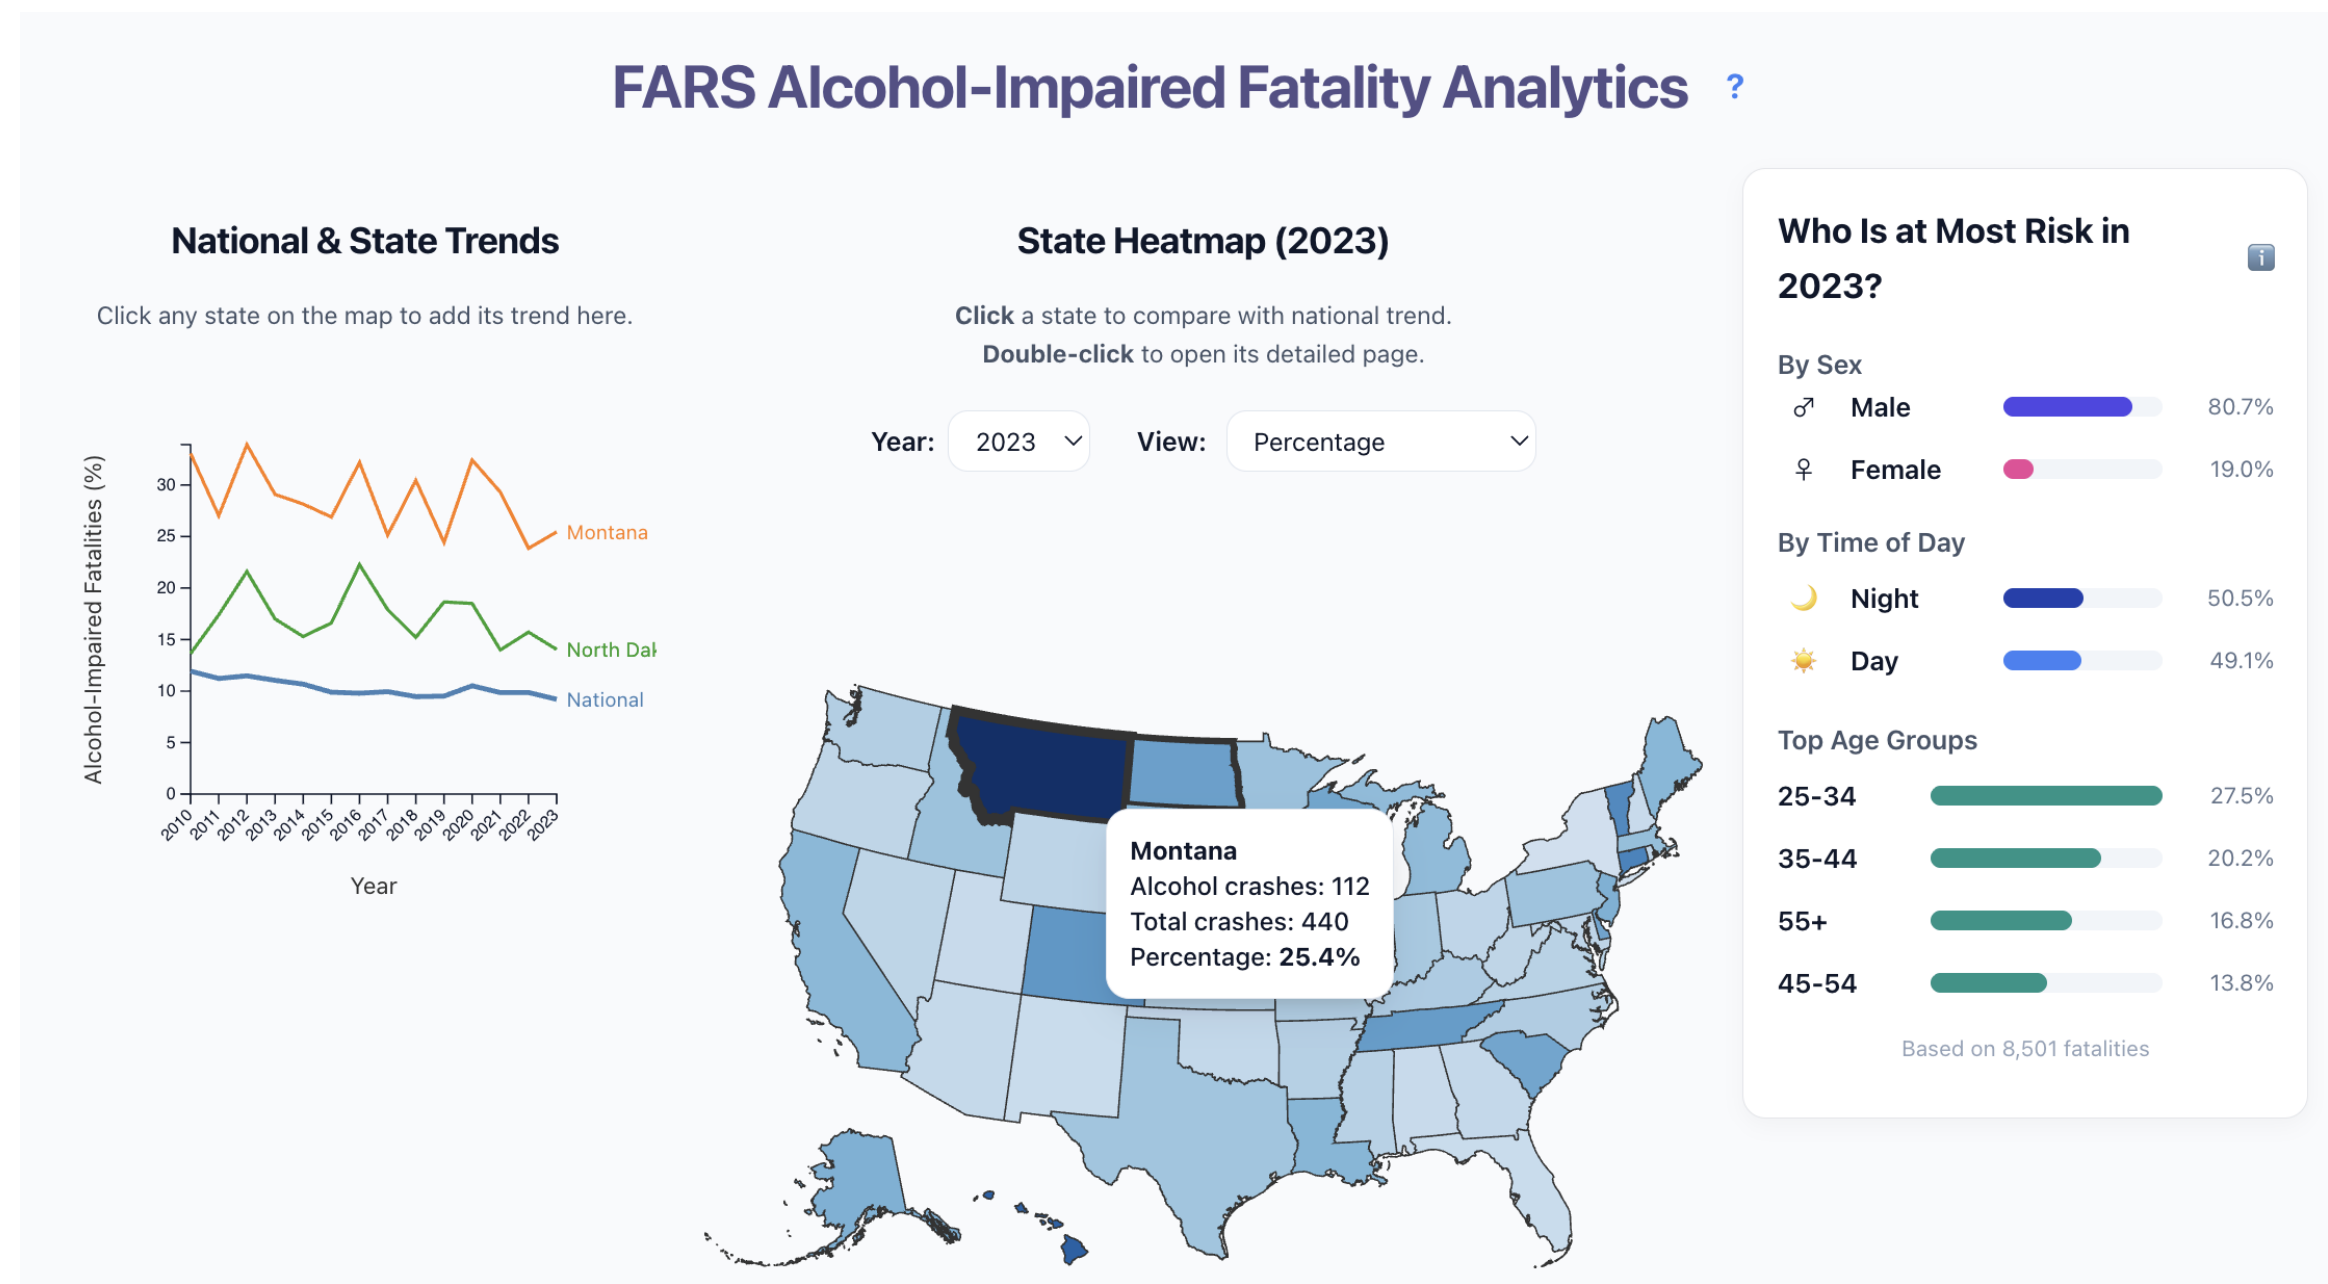 FARS Alcohol-Impaired Fatality Analytics ?
National & State Trends
Click any state on the map to add its trend here.
Alcohol-Impaired Fatalities (%)
30
25
20
15
10
5
0
Montana
North Dak
National
2010
2011
2012
2013
2014
2015
2016
2017
2018
2019
2020
2021
2022
2023
Year
State Heatmap (2023)
Click a state to compare with national trend.
Double-click to open its detailed page.
Year: 2023 View: Percentage
Montana
Alcohol crashes: 112
Total crashes: 440
Percentage: 25.4%
Who Is at Most Risk in
2023?
i
By Sex
♂ Male 80.7%
♀ Female 19.0%
By Time of Day
Night 50.5%
Day 49.1%
Top Age Groups
25-34 27.5%
35-44 20.2%
55+ 16.8%
45-54 13.8%
Based on 8,501 fatalities